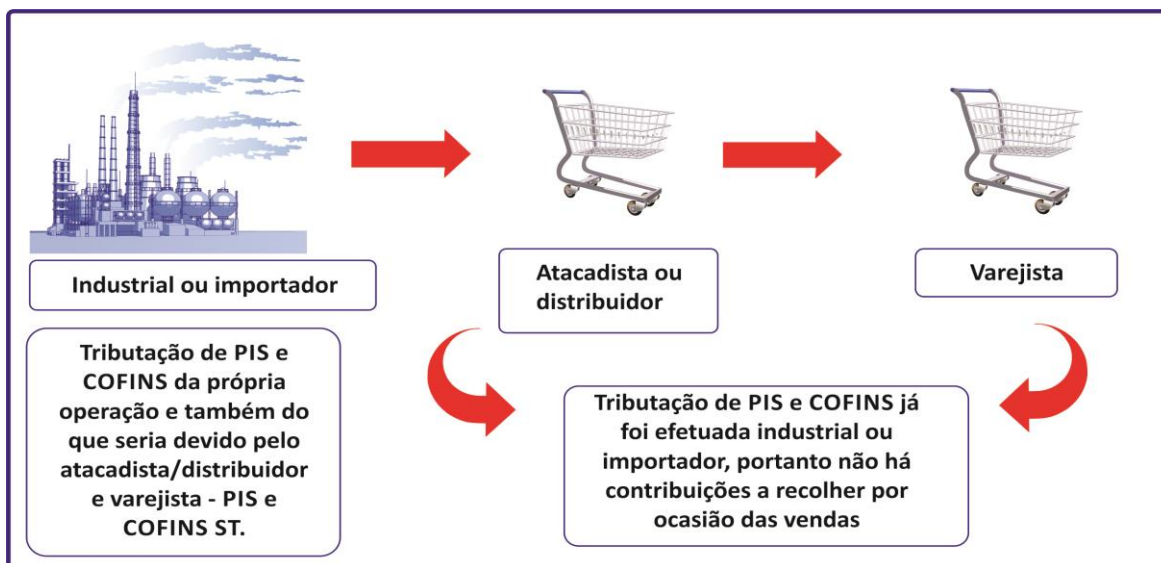 Industrial ou importador
Atacadista ou
distribuidor
Varejista
Tributação de PIS e
COFINS da própria
operação e também do
que seria devido pelo
atacadista/distribuidor
e varejista - PIS e
COFINS ST.
Tributação de PIS e COFINS já
foi efetuada industrial ou
importador, portanto não há
contribuições a recolher por
ocasião das vendas